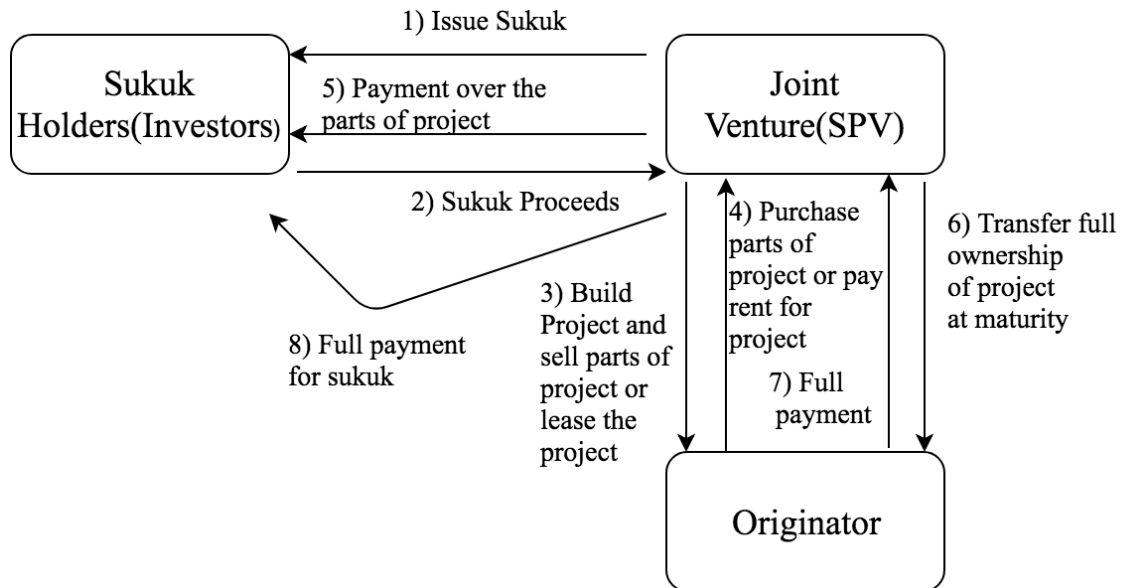 1) Issue Sukuk
Sukuk
Holders(Investors)
5) Payment over the
parts of project
Joint
Venture(SPV)
2) Sukuk Proceeds
4) Purchase
parts of
project or pay
rent for
project
6) Transfer full
ownership
of project
at maturity
3) Build
Project and
sell parts of
project or
lease the
project
8) Full payment
for sukuk
7) Full
payment
Originator